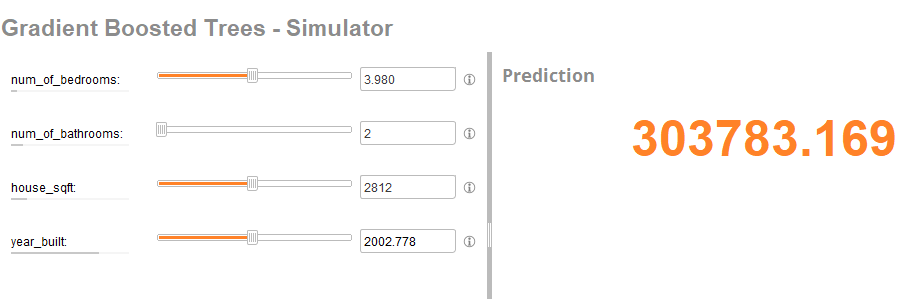 Gradient Boosted Trees - Simulator
num_of_bedrooms:
3.980
num_of_bathrooms:
2
house_sqft:
2812
year_built:
2002.778
Prediction
303783.169